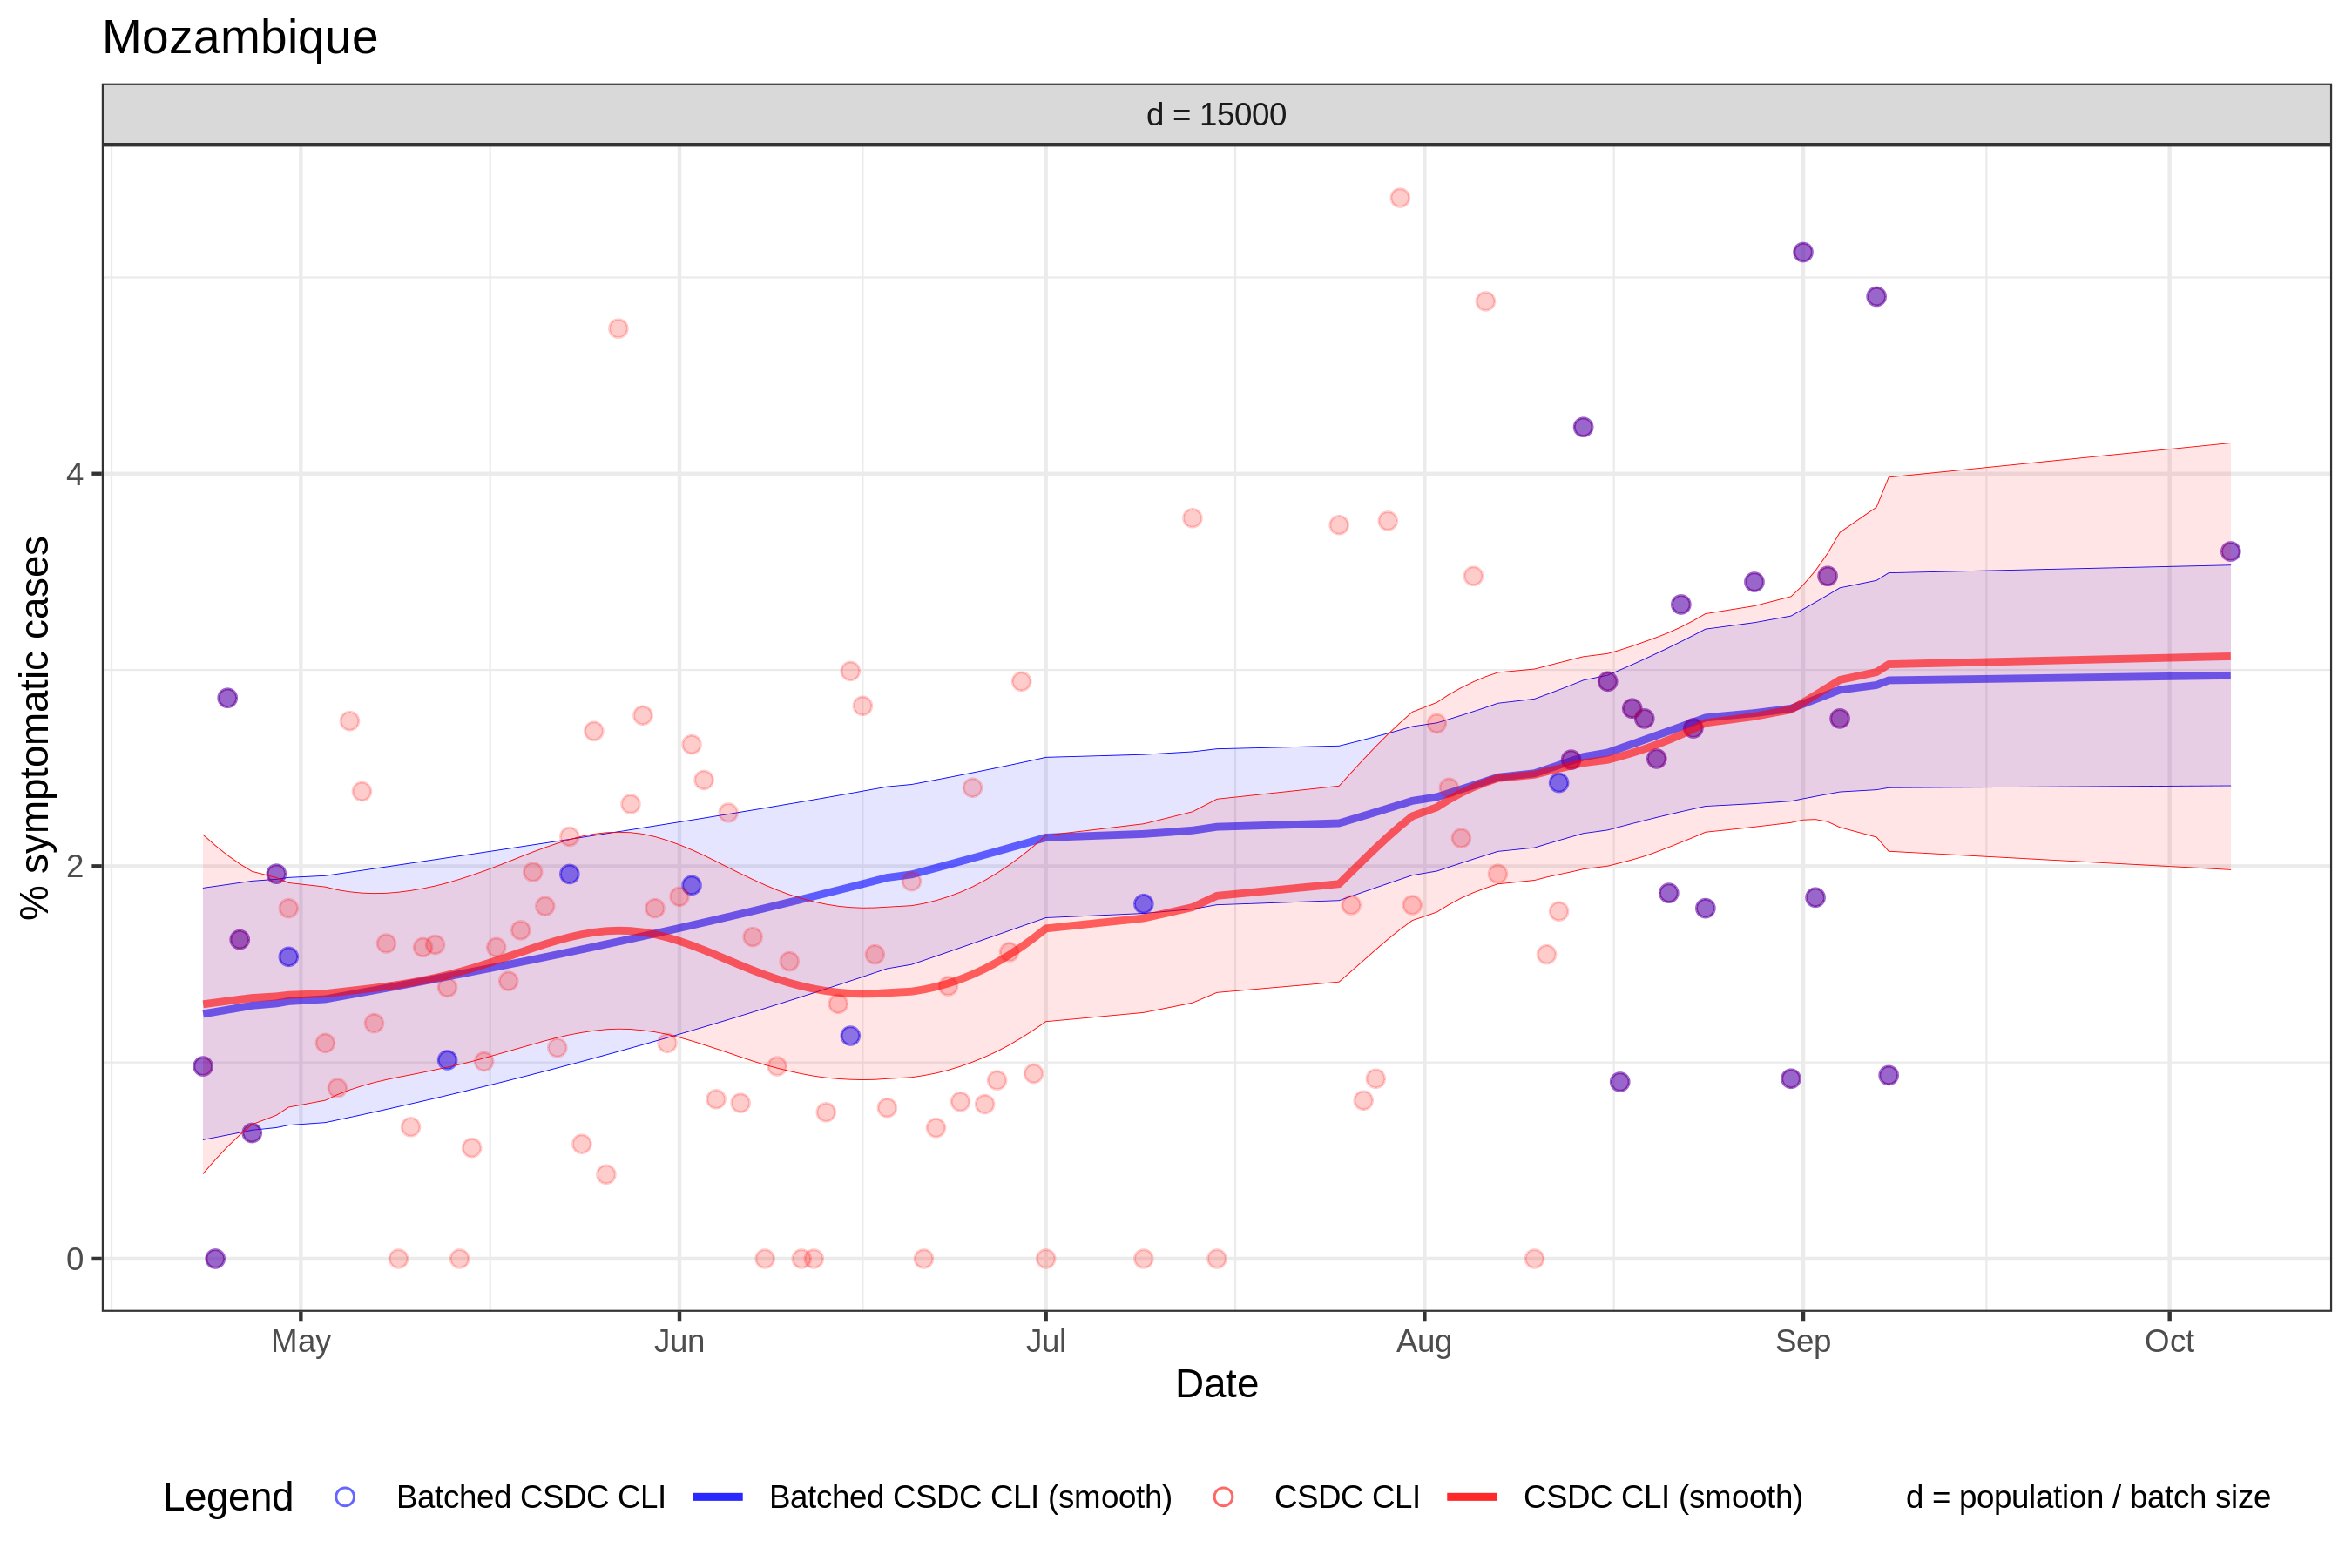 Mozambique
d = 15000
% symptomatic cases
4
2
0
May Jun Jul Aug Sep Oct
Date
Legend Batched CSDC CLI Batched CSDC CLI (smooth) CSDC CLI CSDC CLI (smooth) d = population / batch size